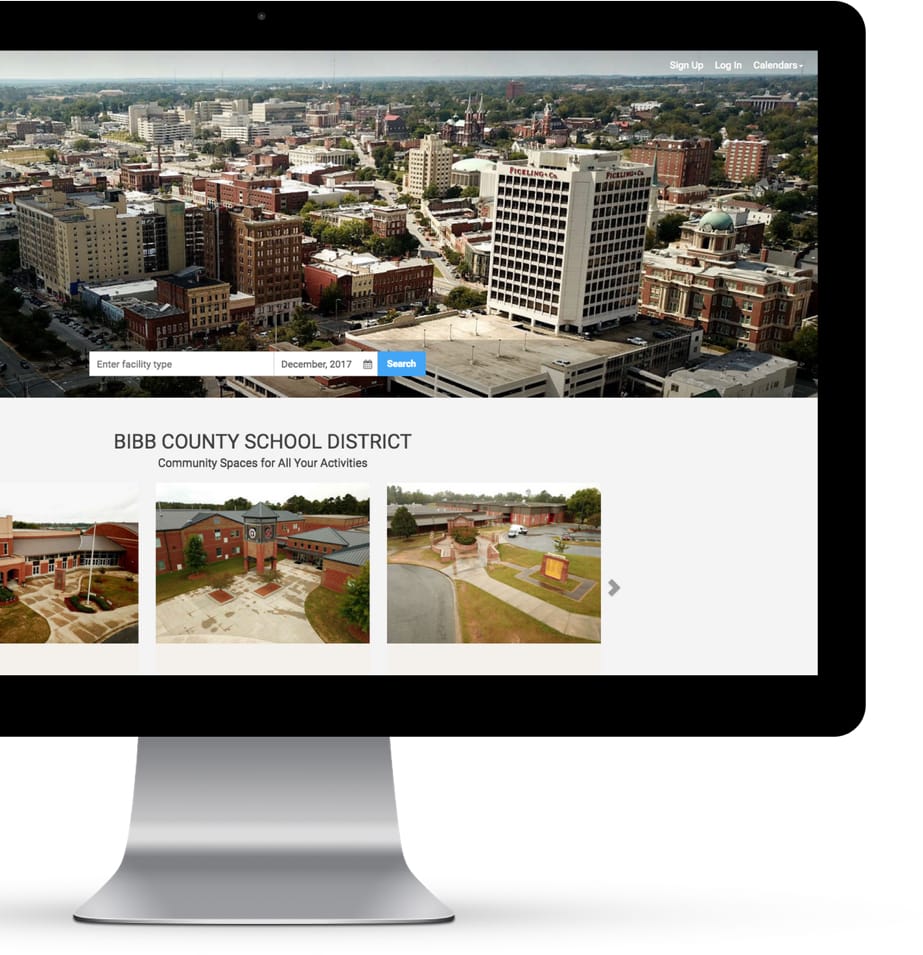 Sign Up Log In Calendars
FICKLING & Co. FICKLING & Co.
Enter facility type December, 2017 Search
BIBB COUNTY SCHOOL DISTRICT
Community Spaces for All Your Activities